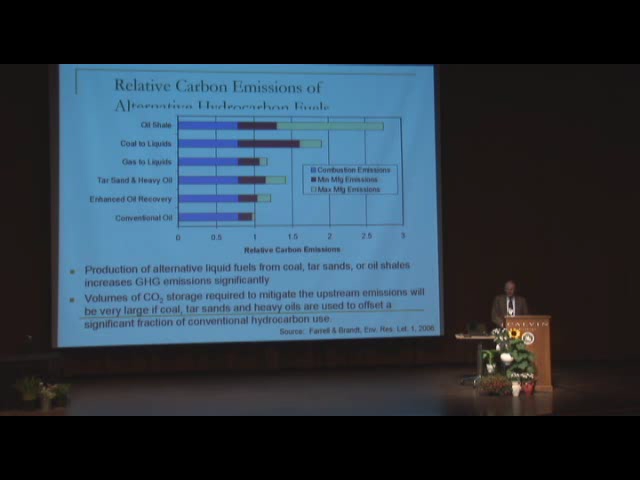 Relative Carbon Emissions of
Alternative Hydrocarbon Fuels
Oil Shale
Coal to Liquids
Gas to Liquids
Tar Sand & Heavy Oil
Enhanced Oil Recovery
Conventional Oil
Combustion Emissions
Min Mfg Emissions
Max Mfg Emissions
0 0.5 1 1.5 2 2.5 3
Relative Carbon Emissions
Production of alternative liquid fuels from coal, tar sands, or oil shales
increases GHG emissions significantly
Volumes of CO2 storage required to mitigate the upstream emissions will
be very large if coal, tar sands and heavy oils are used to offset a
significant fraction of conventional hydrocarbon use.
Source: Farrell & Brandt, Env. Res. Let. 1, 2006
CALVIN